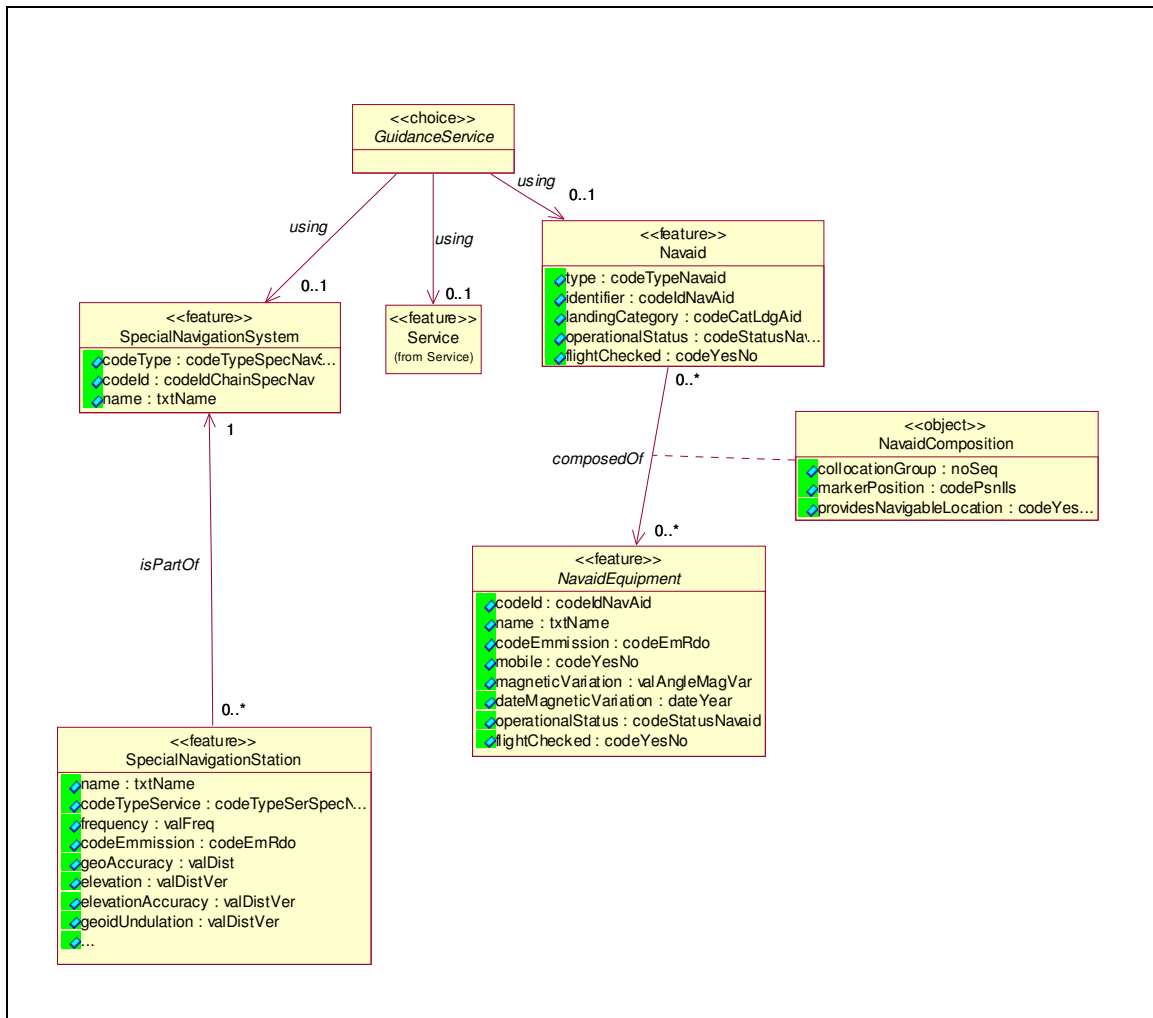 <<choice>>
GuidanceService
using
0..1
using
using
0..1
0..1
<<feature>>
Navaid
type : codeTypeNavaid
identifier : codeIdNavAid
landingCategory : codeCatLdgAid
operationalStatus : codeStatusNav...
flightChecked : codeYesNo
<<feature>>
SpecialNavigationSystem
codeType : codeTypeSpecNavS...
codeId : codeIdChainSpecNav
name : txtName
<<feature>>
Service
(from Service)
0..*
1
composedOf
<<object>>
NavaidComposition
collocationGroup : noSeq
markerPosition : codePsnIls
providesNavigableLocation : codeYes...
0..*
isPartOf
<<feature>>
NavaidEquipment
codeId : codeIdNavAid
name : txtName
codeEmmission : codeEmRdo
mobile : codeYesNo
magneticVariation : valAngleMagVar
dateMagneticVariation : dateYear
operationalStatus : codeStatusNavaid
flightChecked : codeYesNo
0..*
<<feature>>
SpecialNavigationStation
name : txtName
codeTypeService : codeTypeSerSpecN...
frequency : valFreq
codeEmmission : codeEmRdo
geoAccuracy : valDist
elevation : valDistVer
elevationAccuracy : valDistVer
geoidUndulation : valDistVer
...